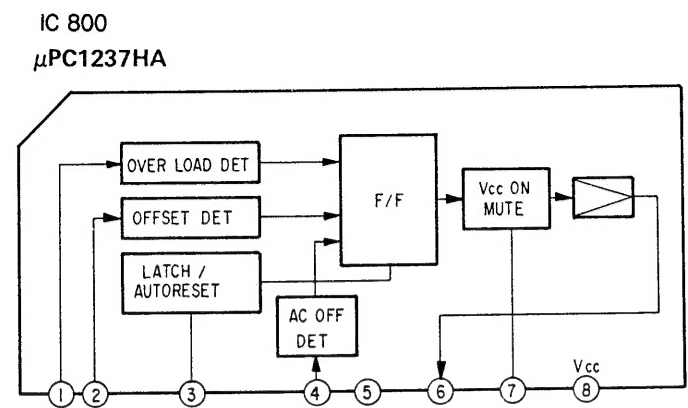 IC 800
μPC1237HA
OVER LOAD DET
OFFSET DET
LATCH /
AUTORESET
F/F
Vcc ON
MUTE
AC OFF
DET
Vcc
1 2 3 4 5 6 7 8